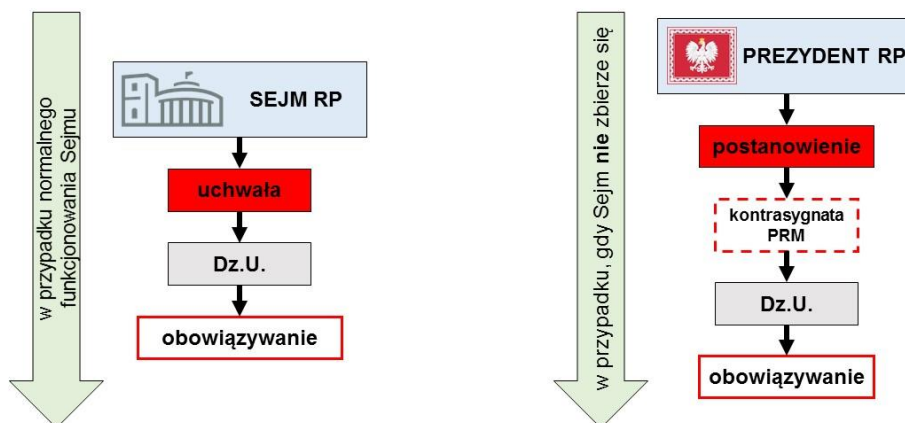 w przypadku normalnego
funkcjonowania Sejmu
SEJM RP
uchwała
Dz.U.
obowiązywanie
w przypadku, gdy Sejm nie zbierze się
PREZYDENT RP
postanowienie
kontrasygnata
PRM
Dz.U.
obowiązywanie